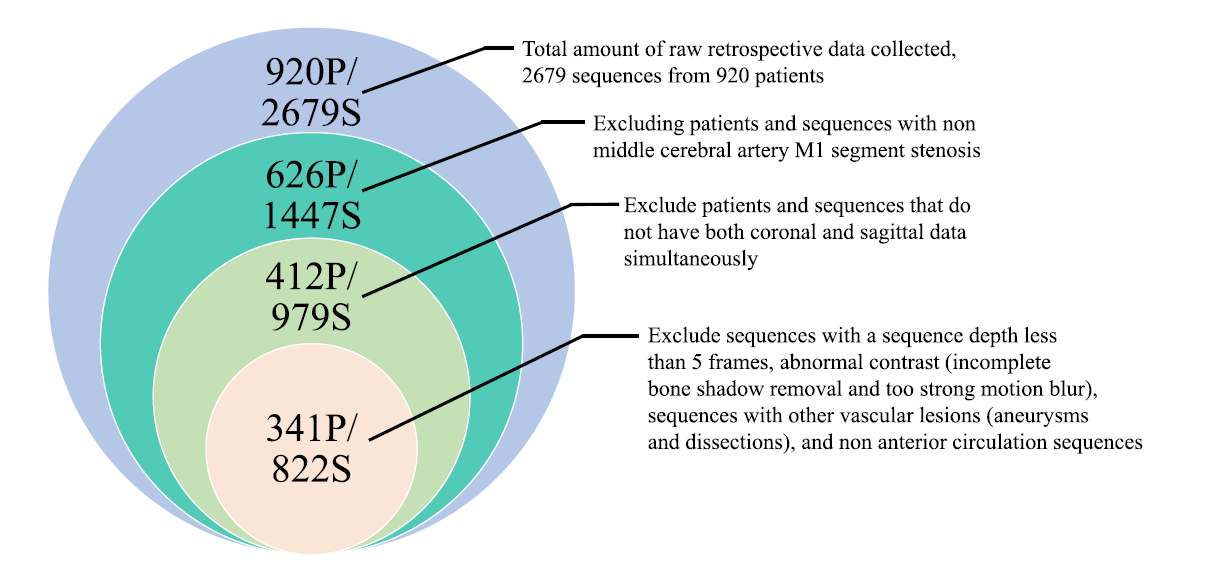 920P/
2679S
Total amount of raw retrospective data collected,
2679 sequences from 920 patients
626P/
1447S
Excluding patients and sequences with non
middle cerebral artery M1 segment stenosis
412P/
979S
Exclude patients and sequences that do
not have both coronal and sagittal data
simultaneously
341P/
822S
Exclude sequences with a sequence depth less
than 5 frames, abnormal contrast (incomplete
bone shadow removal and too strong motion blur),
sequences with other vascular lesions (aneurysms
and dissections), and non anterior circulation sequences